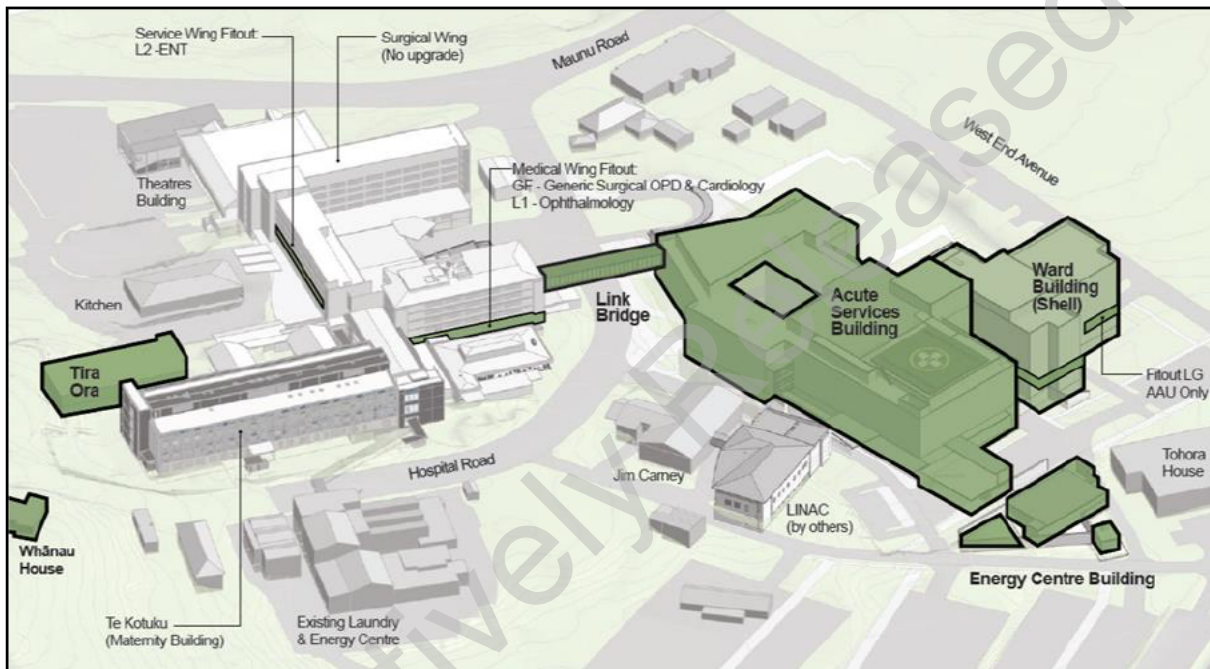 Service Wing Fitout:
L2 -ENT
Surgical Wing
(No upgrade)
Maunu Road
West End Avenue
Theatres
Building
Medical Wing Fitout:
GF - Generic Surgical OPD & Cardiology
L1 - Ophthalmology
Kitchen
Link
Bridge
Acute
Services
Building
Ward
Building
(Shell)
Tira
Ora
Fitout LG
AAU Only
Hospital Road
Jim Carney
LINAC
(by others)
Tohora
House
Whānau
House
Energy Centre Building
Te Kotuku
(Maternity Building)
Existing Laundry
& Energy Centre
tively Released